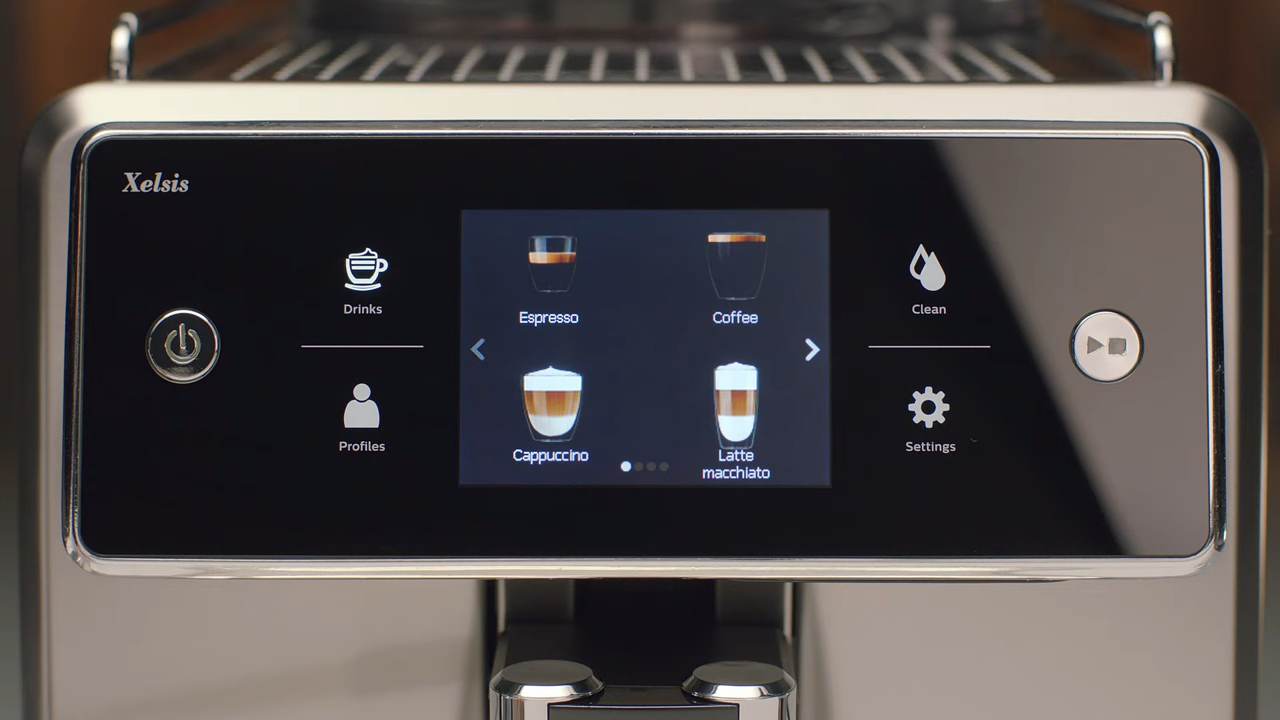 Xelsis
Drinks
Profiles
Espresso
Coffee
Cappuccino
Latte
macchiato
Clean
Settings